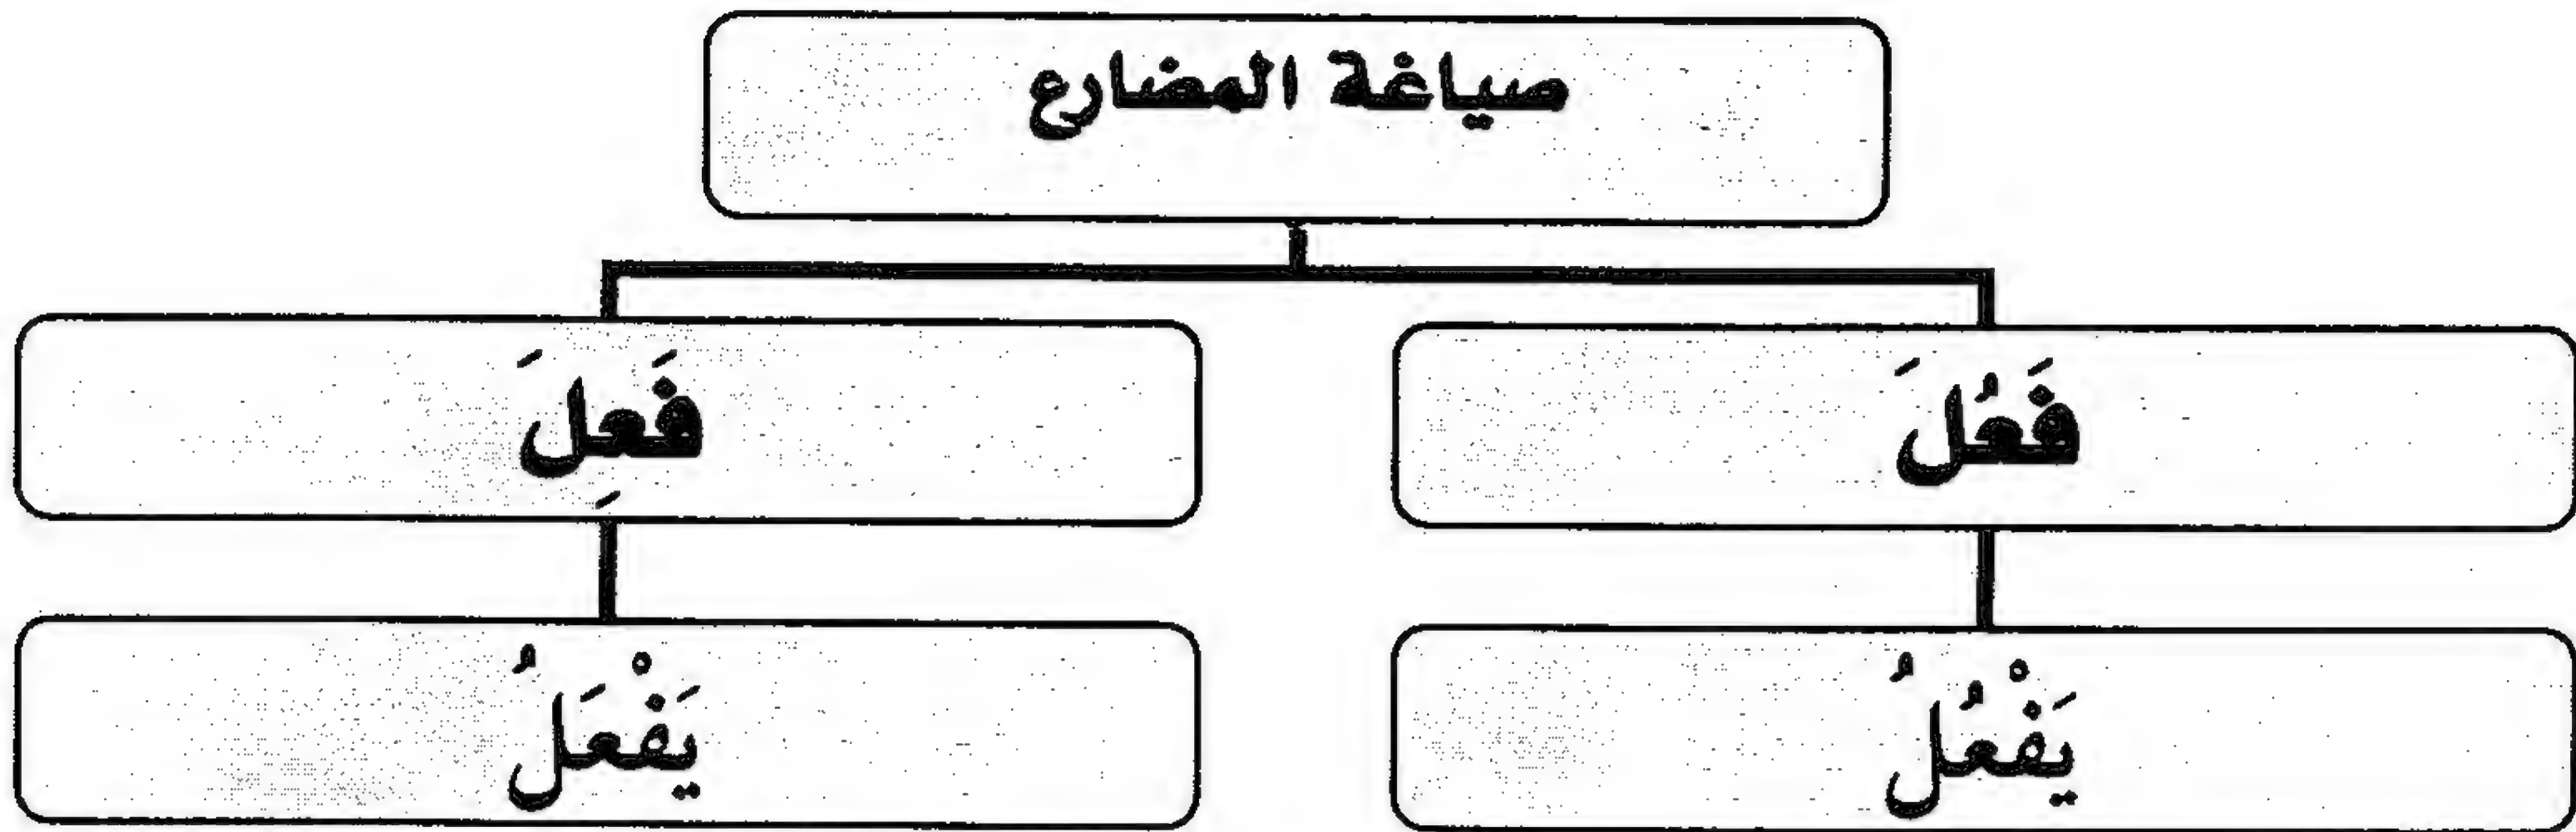 صياغة المضارع
فَعُلَ
فَعِلَ
يَفْعُلُ
يَفْعَلُ